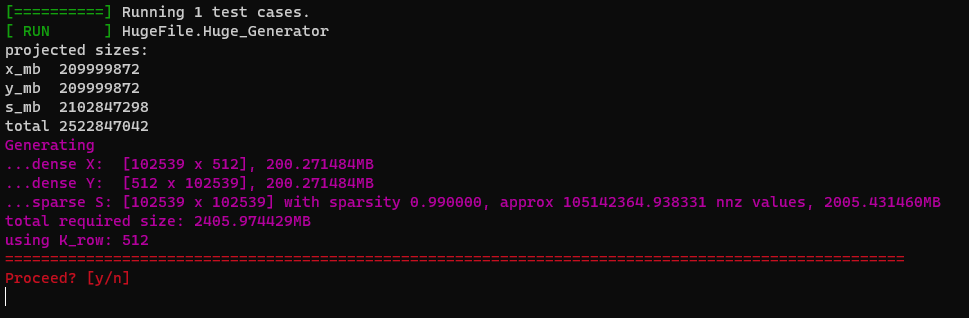 [==========] Running 1 test cases.
[ RUN      ] HugeFile.Huge_Generator
projected sizes:
x_mb  209999872
y_mb  209999872
s_mb  2102847298
total 2522847042
Generating
...dense X:  [102539 x 512], 200.271484MB
...dense Y:  [512 x 102539], 200.271484MB
...sparse S: [102539 x 102539] with sparsity 0.990000, approx 105142364.938331 nnz values, 2005.431460MB
total required size: 2405.974429MB
using K_row: 512
====================================================================================================
Proceed? [y/n]